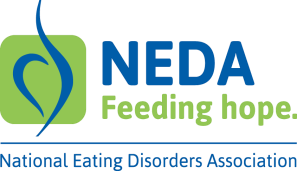 NEDA
Feeding hope.
National Eating Disorders Association